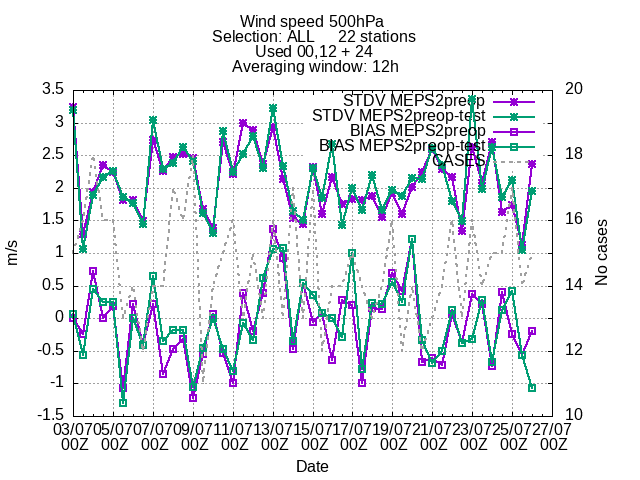 Wind speed 500hPa
Selection: ALL 22 stations
Used 00,12 + 24
Averaging window: 12h
3.5
3
2.5
2
1.5
1
0.5
0
-0.5
-1
-1.5
m/s
20
18
16
14
12
10
No cases
STDV MEPS2preop
STDV MEPS2preop-test
BIAS MEPS2preop
BIAS MEPS2preop-test
CASES
03/07 05/07 07/07 09/07 11/07 13/07 15/07 17/07 19/07 21/07 23/07 25/07 27/07
00Z 00Z 00Z 00Z 00Z 00Z 00Z 00Z 00Z 00Z 00Z 00Z 00Z
Date